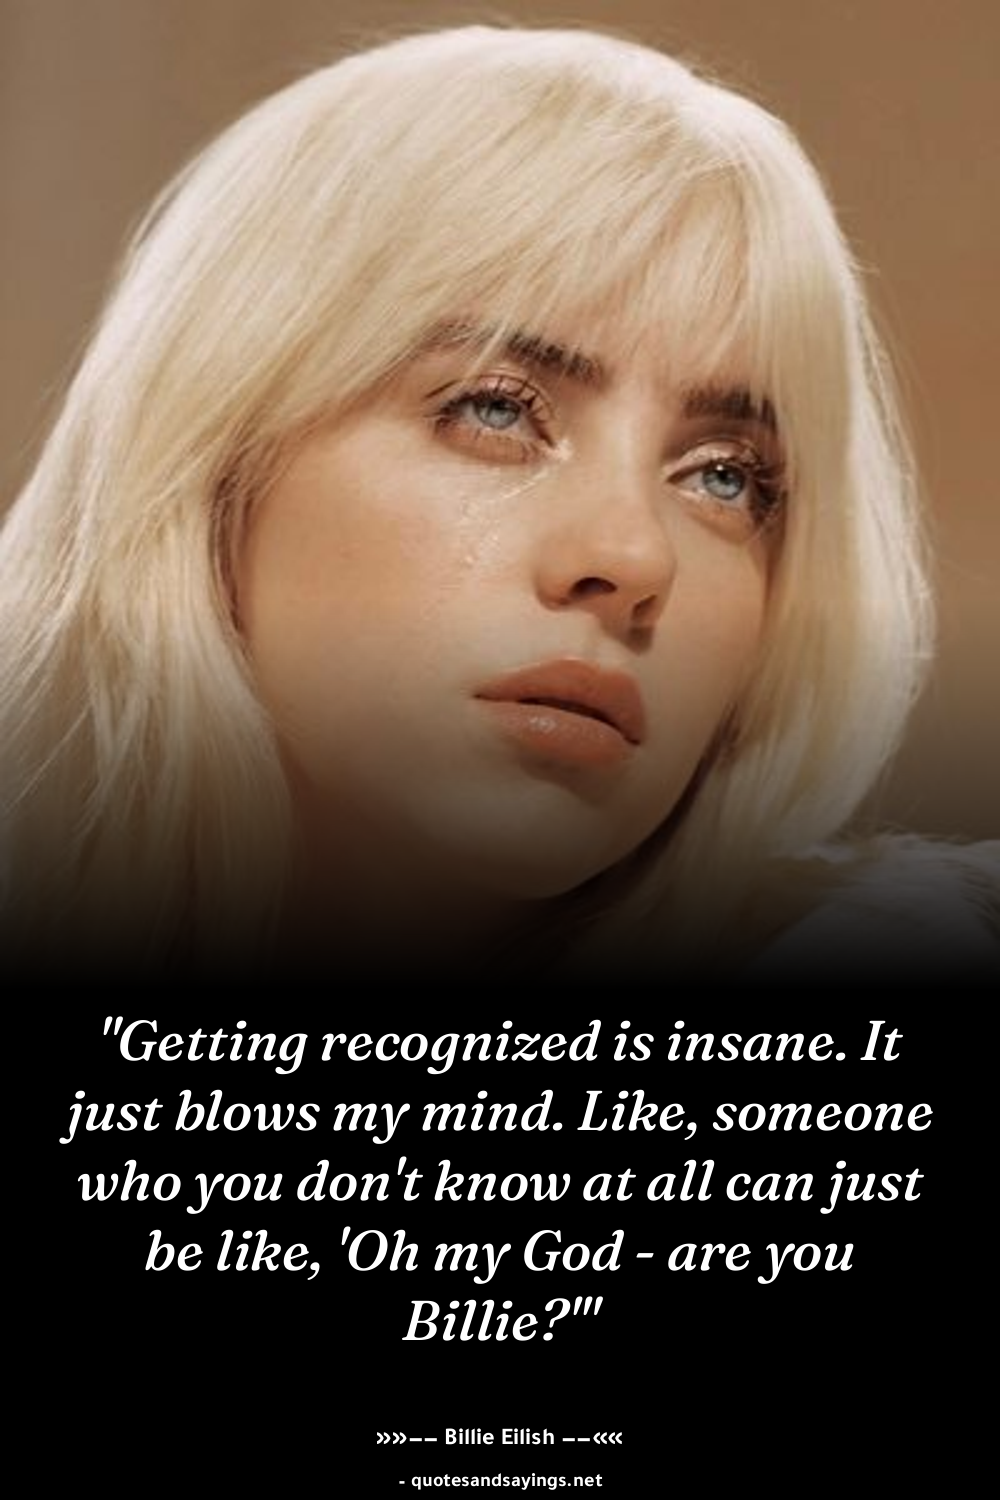 "Getting recognized is insane. It
just blows my mind. Like, someone
who you don't know at all can just
be like, 'Oh my God - are you
Billie?'"
»»−− Billie Eilish −−««
- quotesandsayings.net